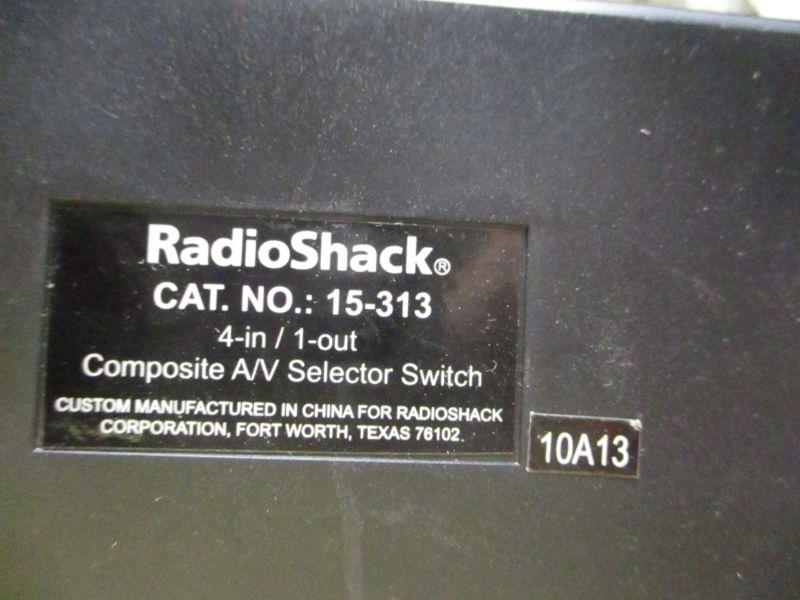 RadioShack®
CAT. NO.: 15-313
4-in / 1-out
Composite A/V Selector Switch
CUSTOM MANUFACTURED IN CHINA FOR RADIOSHACK
CORPORATION, FORT WORTH, TEXAS 76102.
10A13